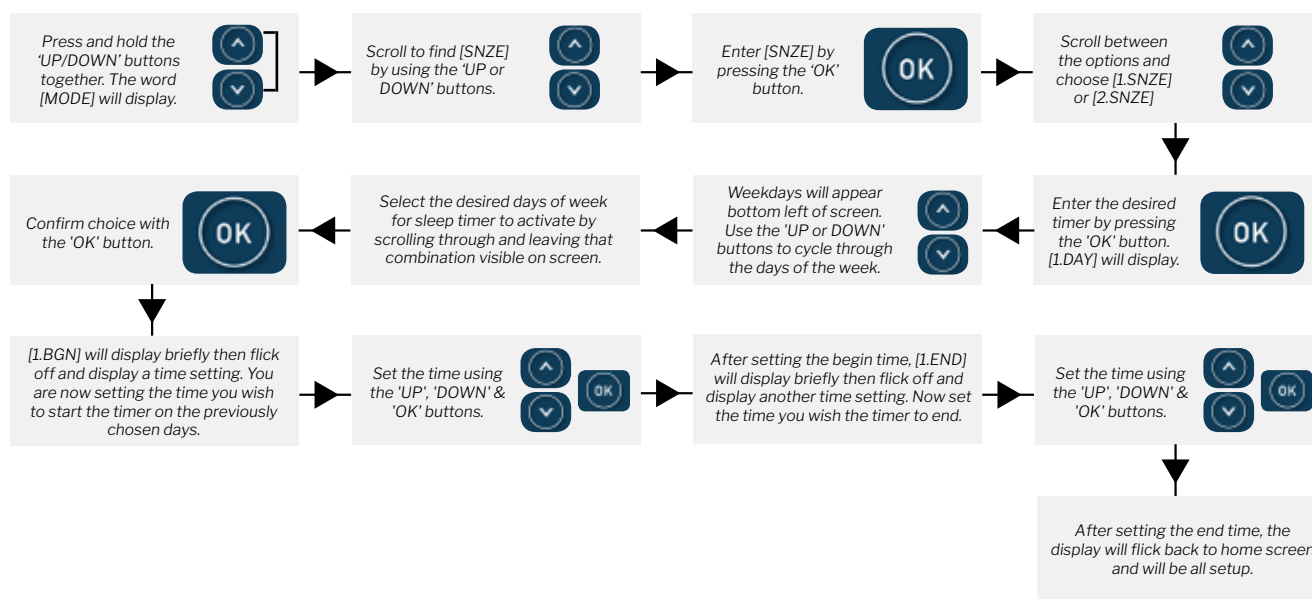 Press and hold the
‘UP/DOWN’ buttons
together. The word
[MODE] will display.
Scroll to find [SNZE]
by using the ‘UP or
DOWN’ buttons.
Enter [SNZE] by
pressing the ‘OK’
button.
OK
Scroll between
the options and
choose [1.SNZE]
or [2.SNZE]
Enter the desired
timer by pressing
the 'OK' button.
[1.DAY] will display.
OK
Weekdays will appear
bottom left of screen.
Use the 'UP or DOWN'
buttons to cycle through
the days of the week.
Select the desired days of week
for sleep timer to activate by
scrolling through and leaving that
combination visible on screen.
Confirm choice with
the 'OK' button.
OK
[1.BGN] will display briefly then flick
off and display a time setting. You
are now setting the time you wish
to start the timer on the previously
chosen days.
Set the time using
the 'UP', 'DOWN' &
'OK' buttons.
OK
After setting the begin time, [1.END]
will display briefly then flick off and
display another time setting. Now set
the time you wish the timer to end.
Set the time using
the 'UP', 'DOWN' &
'OK' buttons.
OK
After setting the end time, the
display will flick back to home screen
and will be all setup.